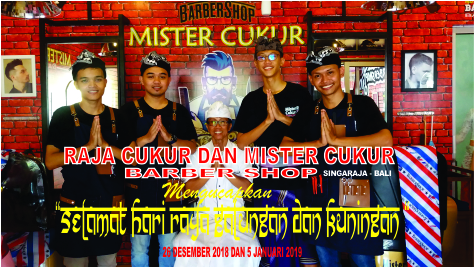 BARBERSHOP
MISTER CUKUR
MISTER
RAJA CUKUR DAN MISTER CUKUR
BARBER SHOP SINGARAJA - BALI
Mengucapkan
"Selamat hari raya galungan dan kuningan"
26 DESEMBER 2018 DAN 5 JANUARI 2019